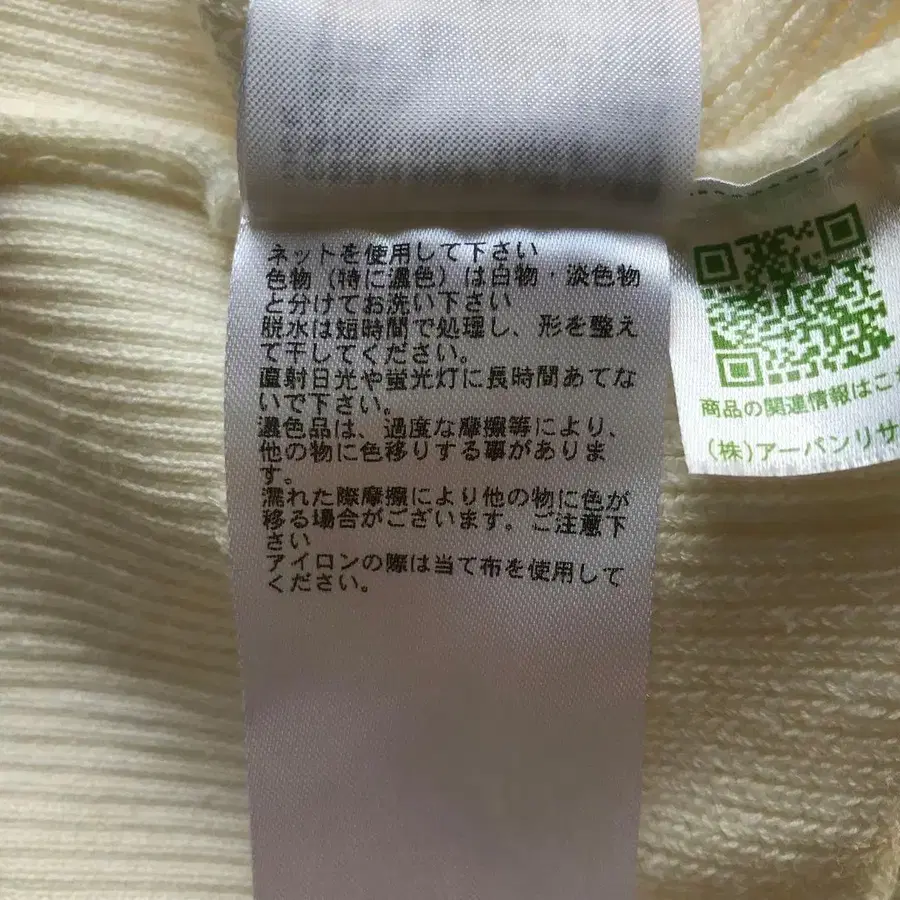 ネットを使用して下さい
色物(特に濃色)は白物・淡色物
と分けてお洗い下さい
脱水は短時間で処理し、形を整え
て干してください。
直射日光や蛍光灯に長時間あてな
いで下さい。
濃色品は、過度な摩擦等により、
他の物に色移りする事がありま
す。
濡れた際摩擦により他の物に色が
移る場合がございます。ご注意下
さい
アイロンの際は当て布を使用して
ください。
商品の関連情報はこ
(株)アーバンリサ